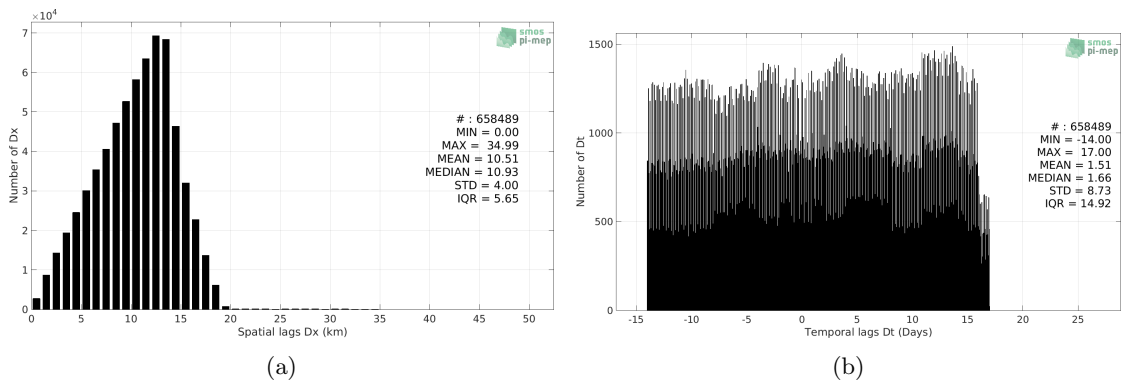 ×10⁴
smos
pi-mep
7
6
5
4
3
2
1
0
Number of Dx
# : 658489
MIN = 0.00
MAX = 34.99
MEAN = 10.51
MEDIAN = 10.93
STD = 4.00
IQR = 5.65
0 5 10 15 20 25 30 35 40 45 50
Spatial lags Dx (km)
(a)
smos
pi-mep
1500
1000
500
0
Number of Dt
# : 658489
MIN = -14.00
MAX = 17.00
MEAN = 1.51
MEDIAN = 1.66
STD = 8.73
IQR = 14.92
-15 -10 -5 0 5 10 15 20 25
Temporal lags Dt (Days)
(b)